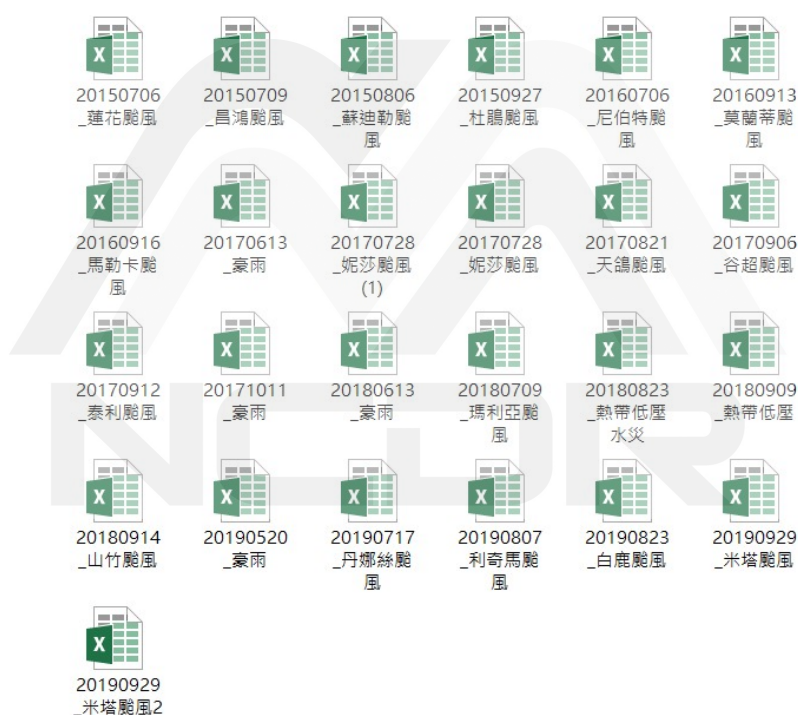 20150706
_蓮花颱風
20150709
_昌鴻颱風
20150806
_蘇迪勒颱
風
20150927
_杜鵑颱風
20160706
_尼伯特颱
風
20160913
_莫蘭蒂颱
風
20160916
_馬勒卡颱
風
20170613
_豪雨
20170728
_妮莎颱風
(1)
20170728
_妮莎颱風
20170821
_天鴿颱風
20170906
_谷超颱風
20170912
_泰利颱風
20171011
_豪雨
20180613
_豪雨
20180709
_瑪利亞颱
風
20180823
_熱帶低壓
水災
20180909
_熱帶低壓
20180914
_山竹颱風
20190520
_豪雨
20190717
_丹娜絲颱
風
20190807
_利奇馬颱
風
20190823
_白鹿颱風
20190929
_米塔颱風
20190929
_米塔颱風2
NCDR